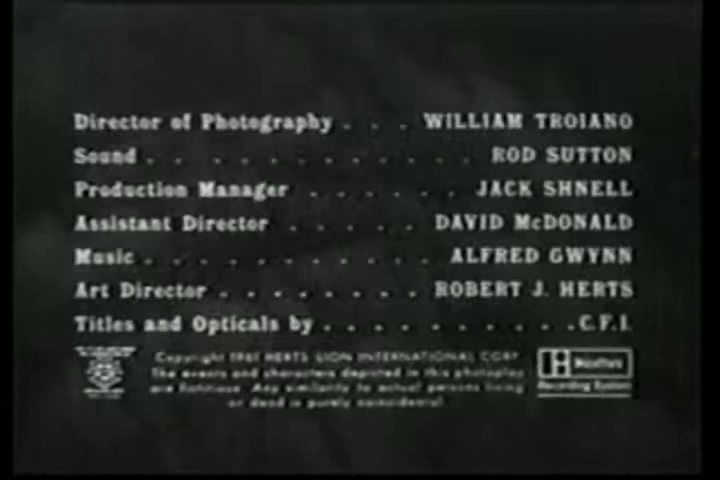 Director of Photography . . . WILLIAM TROIANO
Sound . . . . . . . . . . . . ROD SUTTON
Production Manager . . . . . . JACK SHNELL
Assistant Director . . . . . DAVID McDONALD
Music . . . . . . . . . . . ALFRED GWYNN
Art Director . . . . . . . . ROBERT J. HERTS
Titles and Opticals by . . . . . . . . . . C.F.I.
Copyright 1961 HERTS-LION INTERNATIONAL CORP.
The events and characters depicted in this photoplay
are fictitious. Any similarity to actual persons living
or dead is purely coincidental.
Recording System